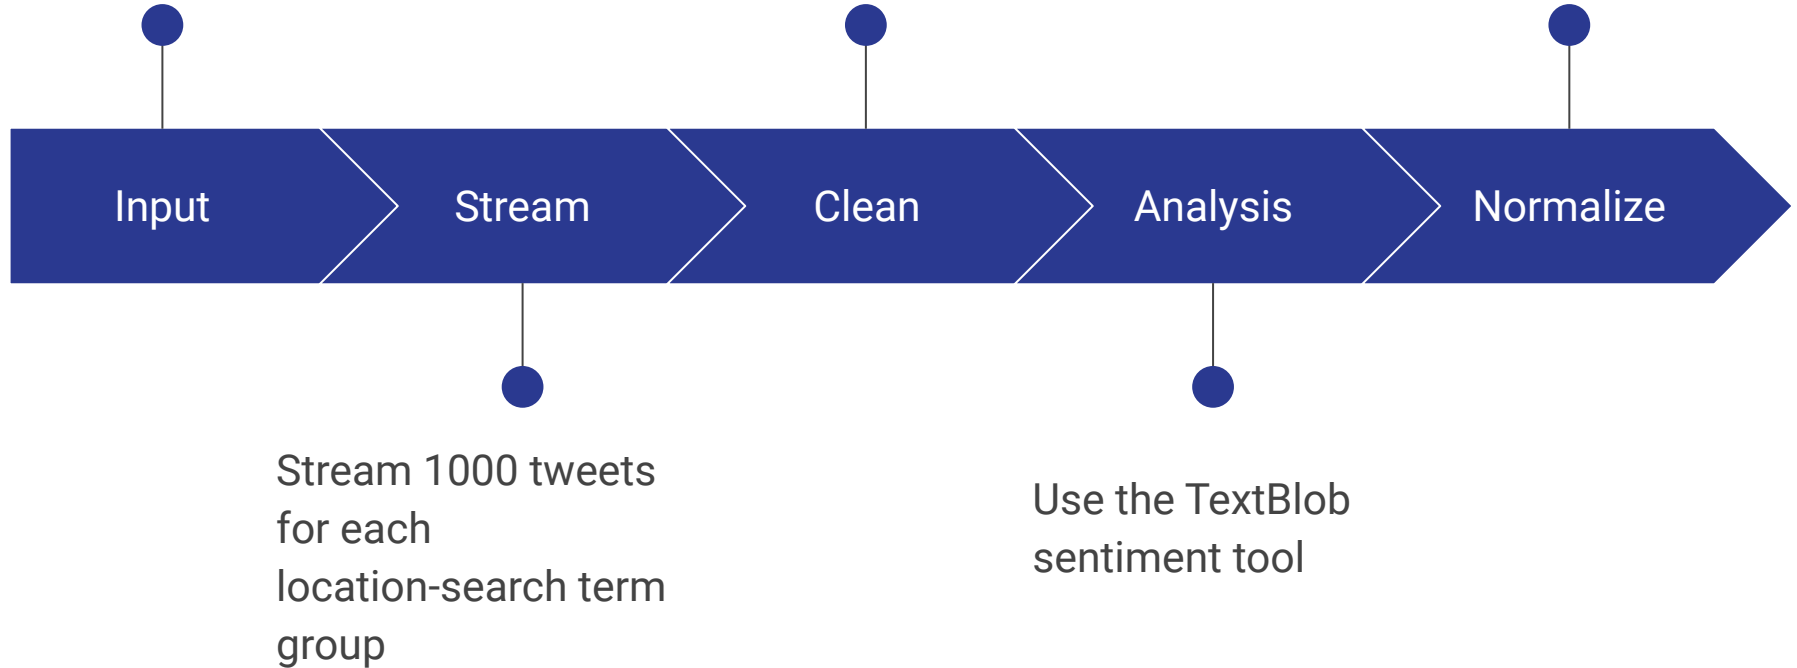 Input
Stream
Clean
Analysis
Normalize
Stream 1000 tweets
for each
location-search term
group
Use the TextBlob
sentiment tool